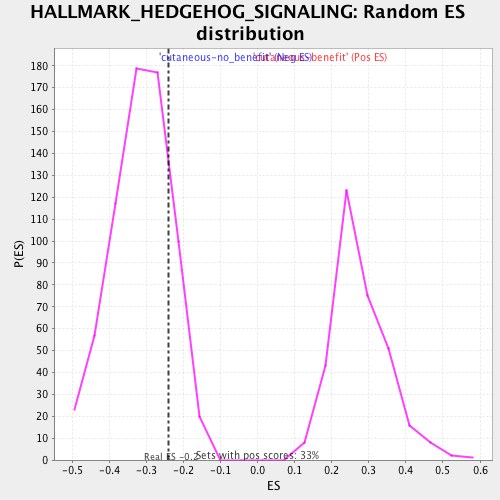 HALLMARK_HEDGEHOG_SIGNALING: Random ES
distribution
'cutaneous-no_benefit' (Neg ES)
'cutaneous-benefit' (Pos ES)
180
170
160
150
140
130
120
110
100
90
80
70
60
50
40
30
20
10
0
P(ES)
Real ES -0.2
Sets with pos scores: 33%
-0.5 -0.4 -0.3 -0.2 -0.1 0.0 0.1 0.2 0.3 0.4 0.5 0.6
ES